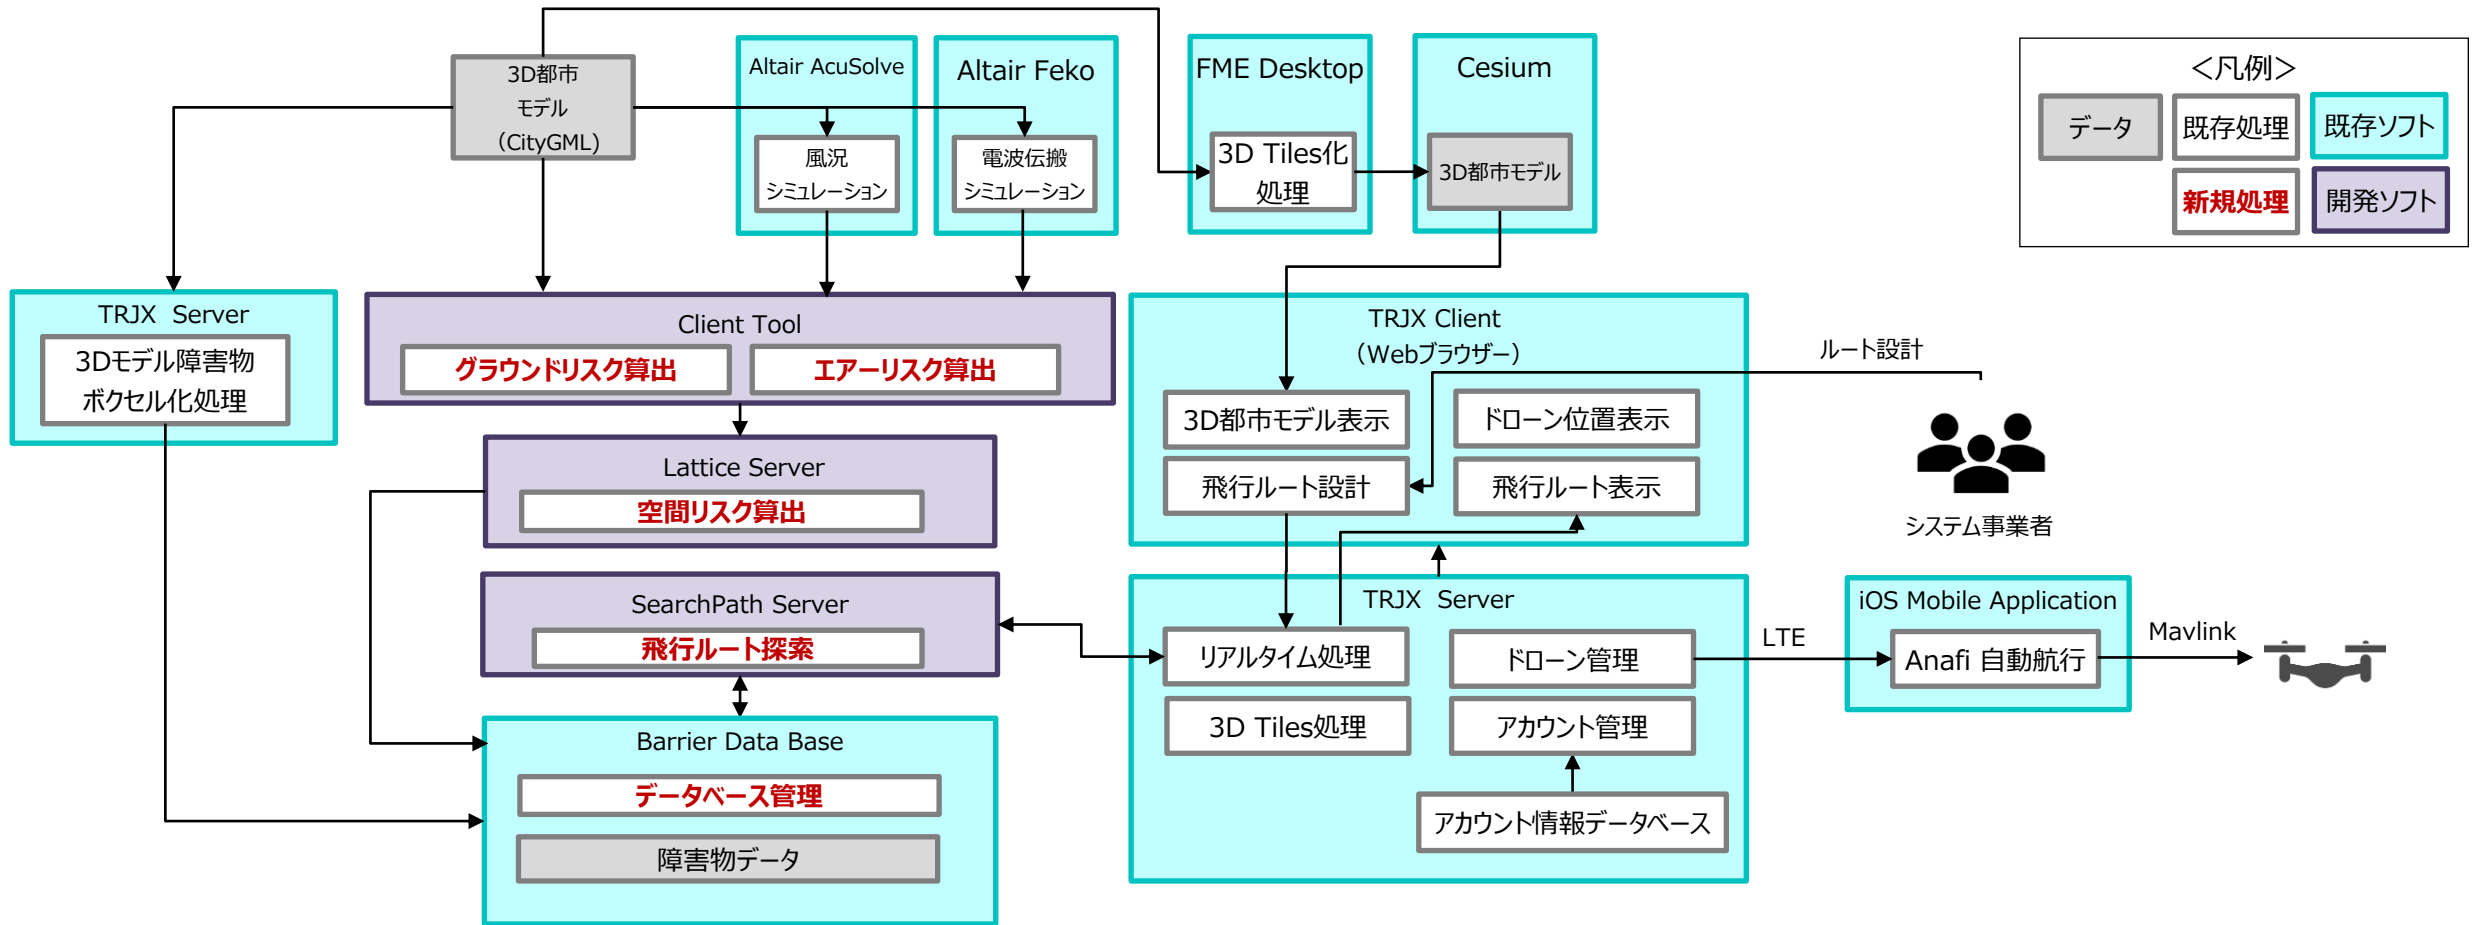 3D都市
モデル
（CityGML)
Altair AcuSolve
風況
シミュレーション
Altair Feko
電波伝搬
シミュレーション
FME Desktop
3D Tiles化
処理
Cesium
3D都市モデル
＜凡例＞
データ
既存処理
既存ソフト
新規処理
開発ソフト
TRJX Server
3Dモデル障害物
ボクセル化処理
Client Tool
グラウンドリスク算出
エアーリスク算出
Lattice Server
空間リスク算出
SearchPath Server
飛行ルート探索
Barrier Data Base
データベース管理
障害物データ
TRJX Client
（Webブラウザー）
3D都市モデル表示
ドローン位置表示
飛行ルート設計
飛行ルート表示
ルート設計
システム事業者
TRJX Server
リアルタイム処理
ドローン管理
3D Tiles処理
アカウント管理
アカウント情報データベース
LTE
iOS Mobile Application
Anafi 自動航行
Mavlink